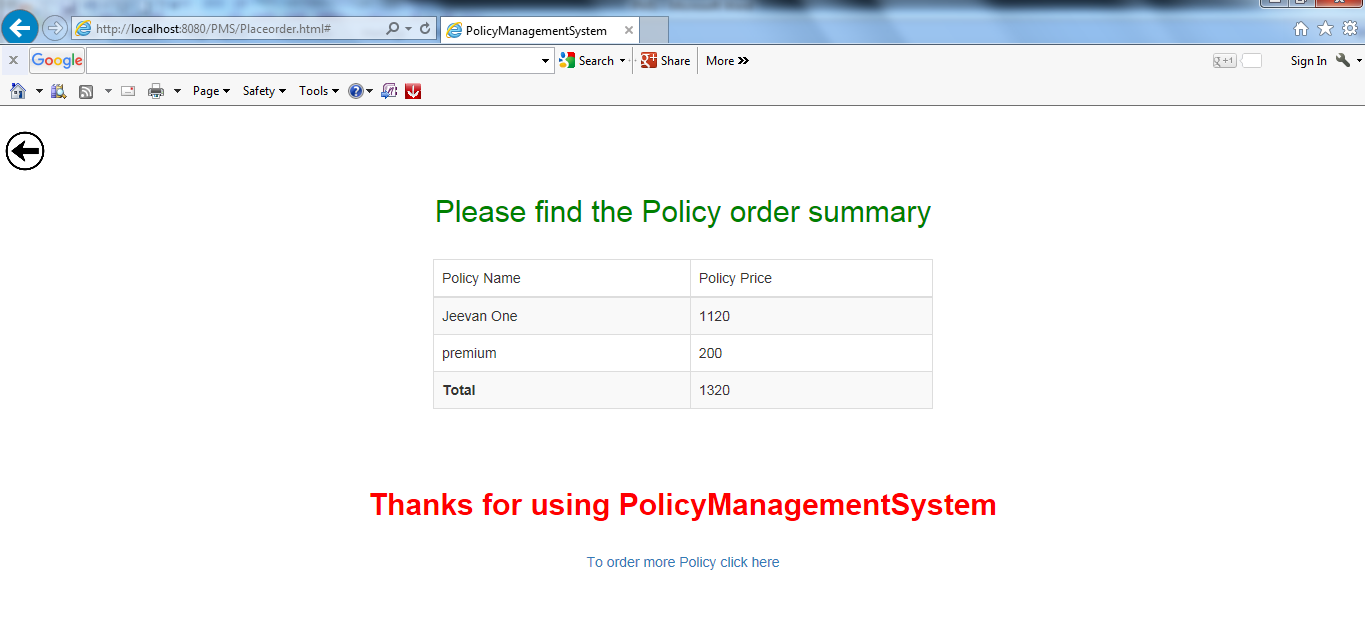 http://localhost:8080/PMS/Placeorder.html#
PolicyManagementSystem
x Google Search Share More » g +1 Sign In
Page Safety Tools ?
Please find the Policy order summary
Policy Name Policy Price
Jeevan One 1120
premium 200
Total 1320
Thanks for using PolicyManagementSystem
To order more Policy click here